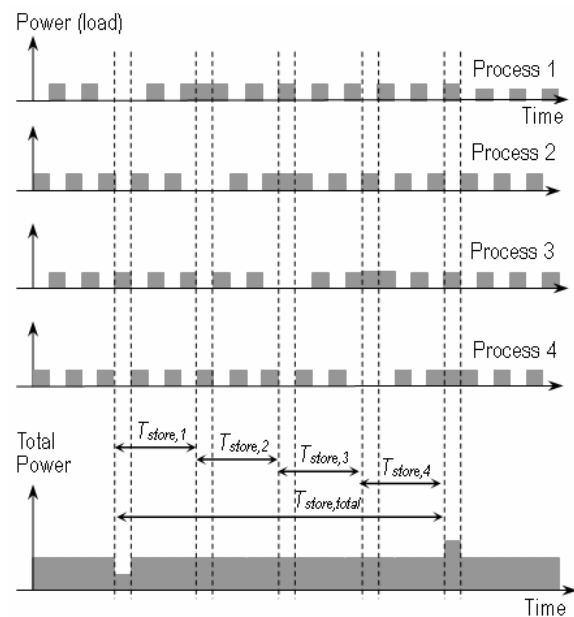 Power (load)
Process 1
Time
Process 2
Process 3
Process 4
Total
Power
Tstore,1
Tstore,2
Tstore,3
Tstore,4
Tstore,total
Time